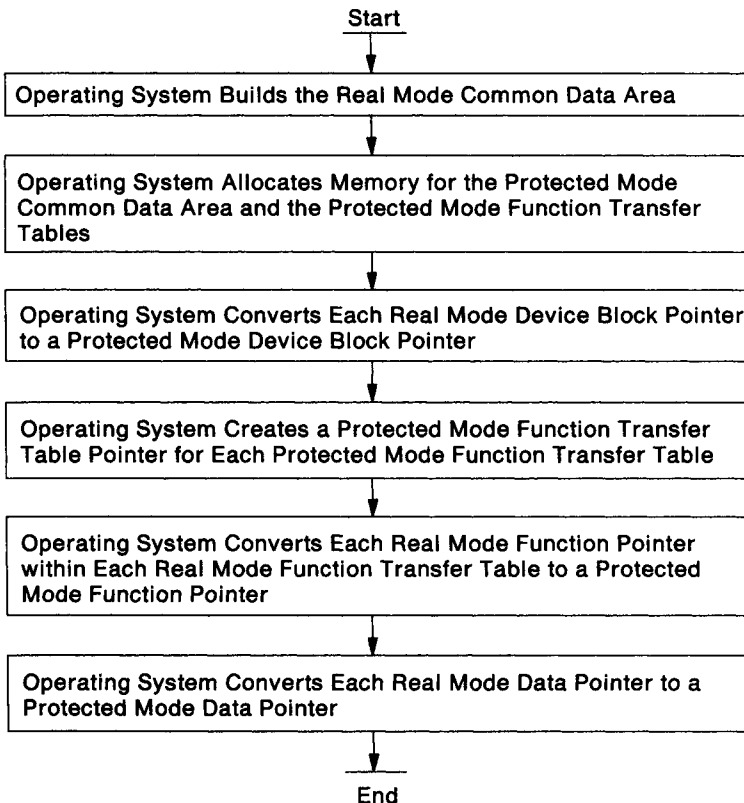 Start
Operating System Builds the Real Mode Common Data Area
Operating System Allocates Memory for the Protected Mode
Common Data Area and the Protected Mode Function Transfer
Tables
Operating System Converts Each Real Mode Device Block Pointer
to a Protected Mode Device Block Pointer
Operating System Creates a Protected Mode Function Transfer
Table Pointer for Each Protected Mode Function Transfer Table
Operating System Converts Each Real Mode Function Pointer
within Each Real Mode Function Transfer Table to a Protected
Mode Function Pointer
Operating System Converts Each Real Mode Data Pointer to a
Protected Mode Data Pointer
End